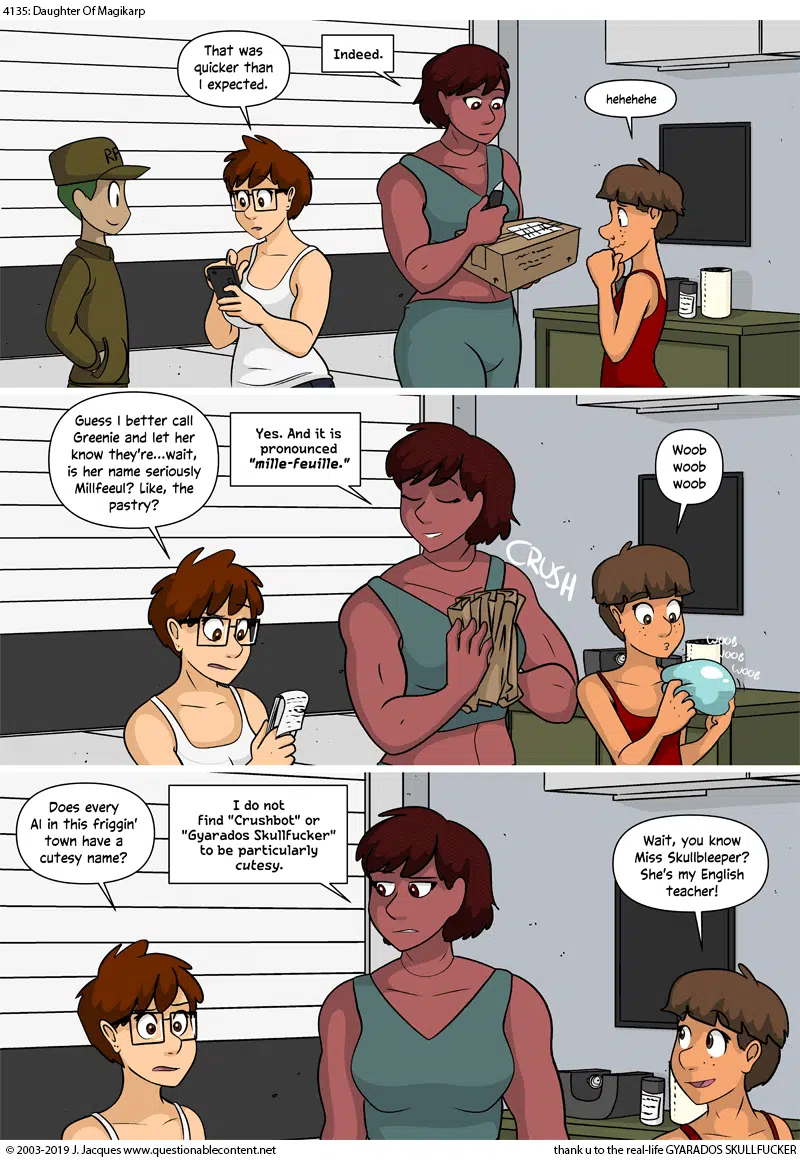 4135: Daughter Of Magikarp
That was
quicker than
I expected.
Indeed.
hehehehe
Guess I better call
Greenie and let her
know they're...wait,
is her name seriously
Millfeeul? Like, the
pastry?
Yes. And it is
pronounced
"mille-feuille."
Woob
woob
woob
CRUSH
WOOB
WOOB
WOOB
Does every
AI in this friggin'
town have a
cutesy name?
I do not
find "Crushbot" or
"Gyarados Skullfucker"
to be particularly
cutesy.
Wait, you know
Miss Skullbleeper?
She's my English
teacher!
© 2003-2019 J. Jacques www.questionablecontent.net
thank u to the real-life GYARADOS SKULLFUCKER